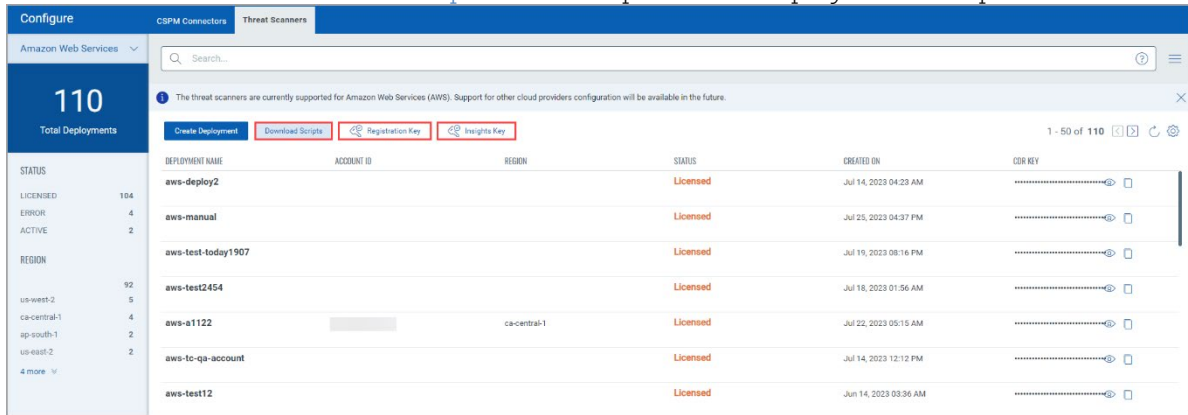 Configure
CSPM Connectors Threat Scanners
Amazon Web Services
Search...
110
Total Deployments
The threat scanners are currently supported for Amazon Web Services (AWS). Support for other cloud providers configuration will be available in the future.
Create Deployment Download Scripts Registration Key Insights Key 1 - 50 of 110
STATUS
LICENSED 104
ERROR 4
ACTIVE 2
REGION
92
us-west-2 5
ca-central-1 4
ap-south-1 2
us-east-2 2
4 more
DEPLOYMENT NAME ACCOUNT ID REGION STATUS CREATED ON CDR KEY
aws-deploy2 Licensed Jul 14, 2023 04:23 AM
aws-manual Licensed Jul 25, 2023 04:37 PM
aws-test-today1907 Licensed Jul 19, 2023 08:16 PM
aws-test2454 Licensed Jul 18, 2023 01:56 AM
aws-a1122 ca-central-1 Licensed Jul 22, 2023 05:15 AM
aws-tc-qa-account Licensed Jul 14, 2023 12:12 PM
aws-test12 Licensed Jun 14, 2023 03:36 AM